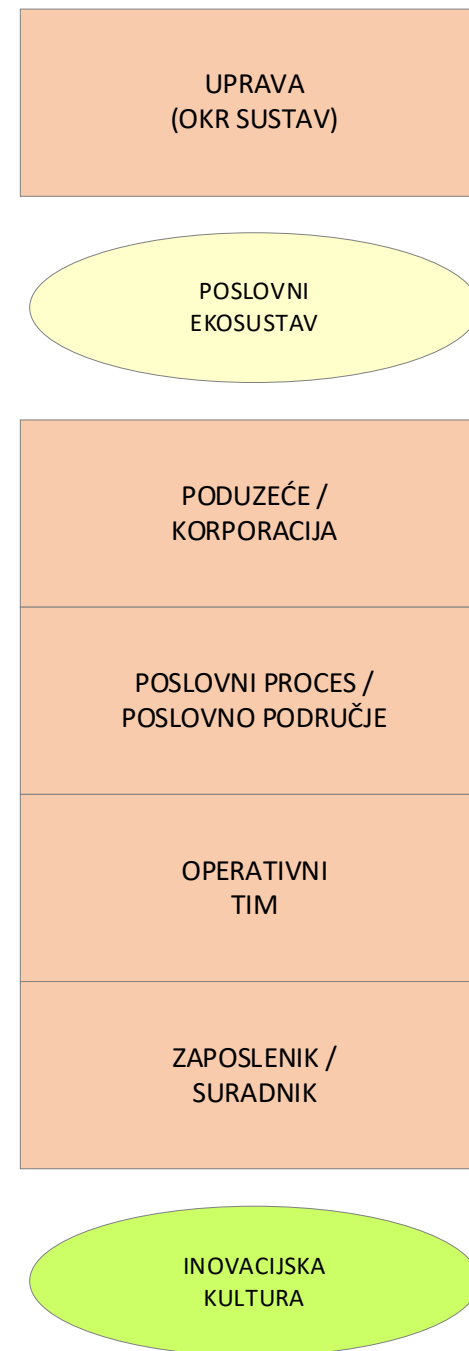 UPRAVA
(OKR SUSTAV)
POSLOVNI
EKOSUSTAV
PODUZEĆE /
KORPORACIJA
POSLOVNI PROCES /
POSLOVNO PODRUČJE
OPERATIVNI
TIM
ZAPOSLENIK /
SURADNIK
INOVACIJSKA
KULTURA